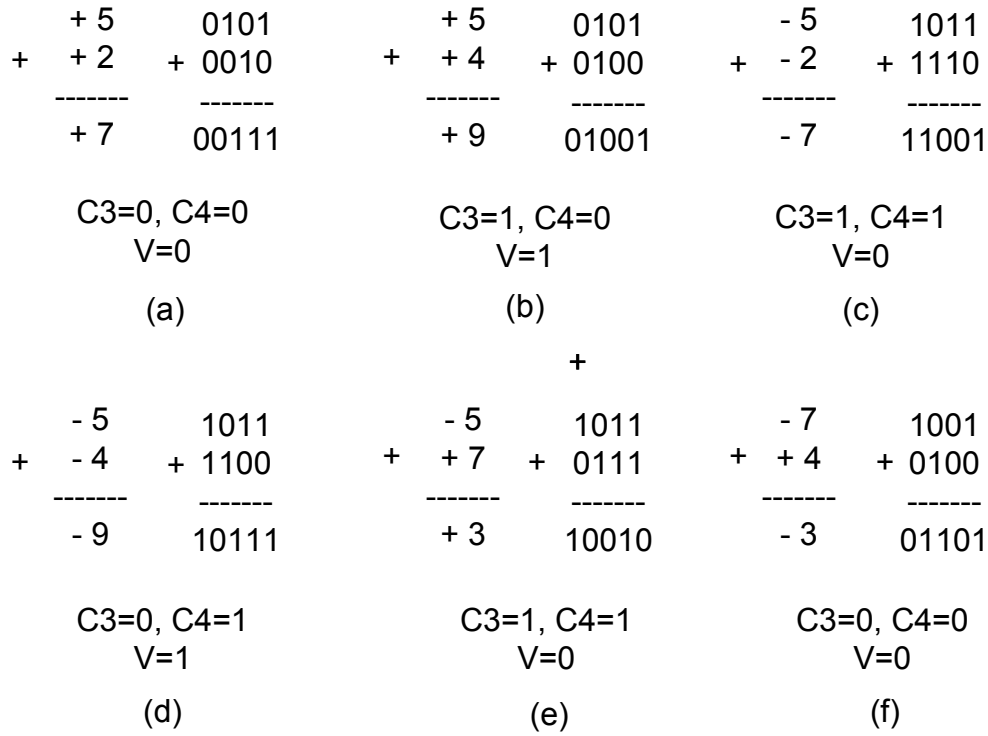 + 5 0101 + 5 0101 - 5 1011
+ + 2 + 0010 + + 4 + 0100 + - 2 + 1110
------- ------- ------- ------- ------- -------
+ 7 00111 + 9 01001 - 7 11001
C3=0, C4=0 C3=1, C4=0 C3=1, C4=1
V=0 V=1 V=0
(a) (b) (c)
+
- 5 1011 - 5 1011 - 7 1001
+ - 4 + 1100 + + 7 + 0111 + + 4 + 0100
------- ------- ------- ------- ------- -------
- 9 10111 + 3 10010 - 3 01101
C3=0, C4=1 C3=1, C4=1 C3=0, C4=0
V=1 V=0 V=0
(d) (e) (f)